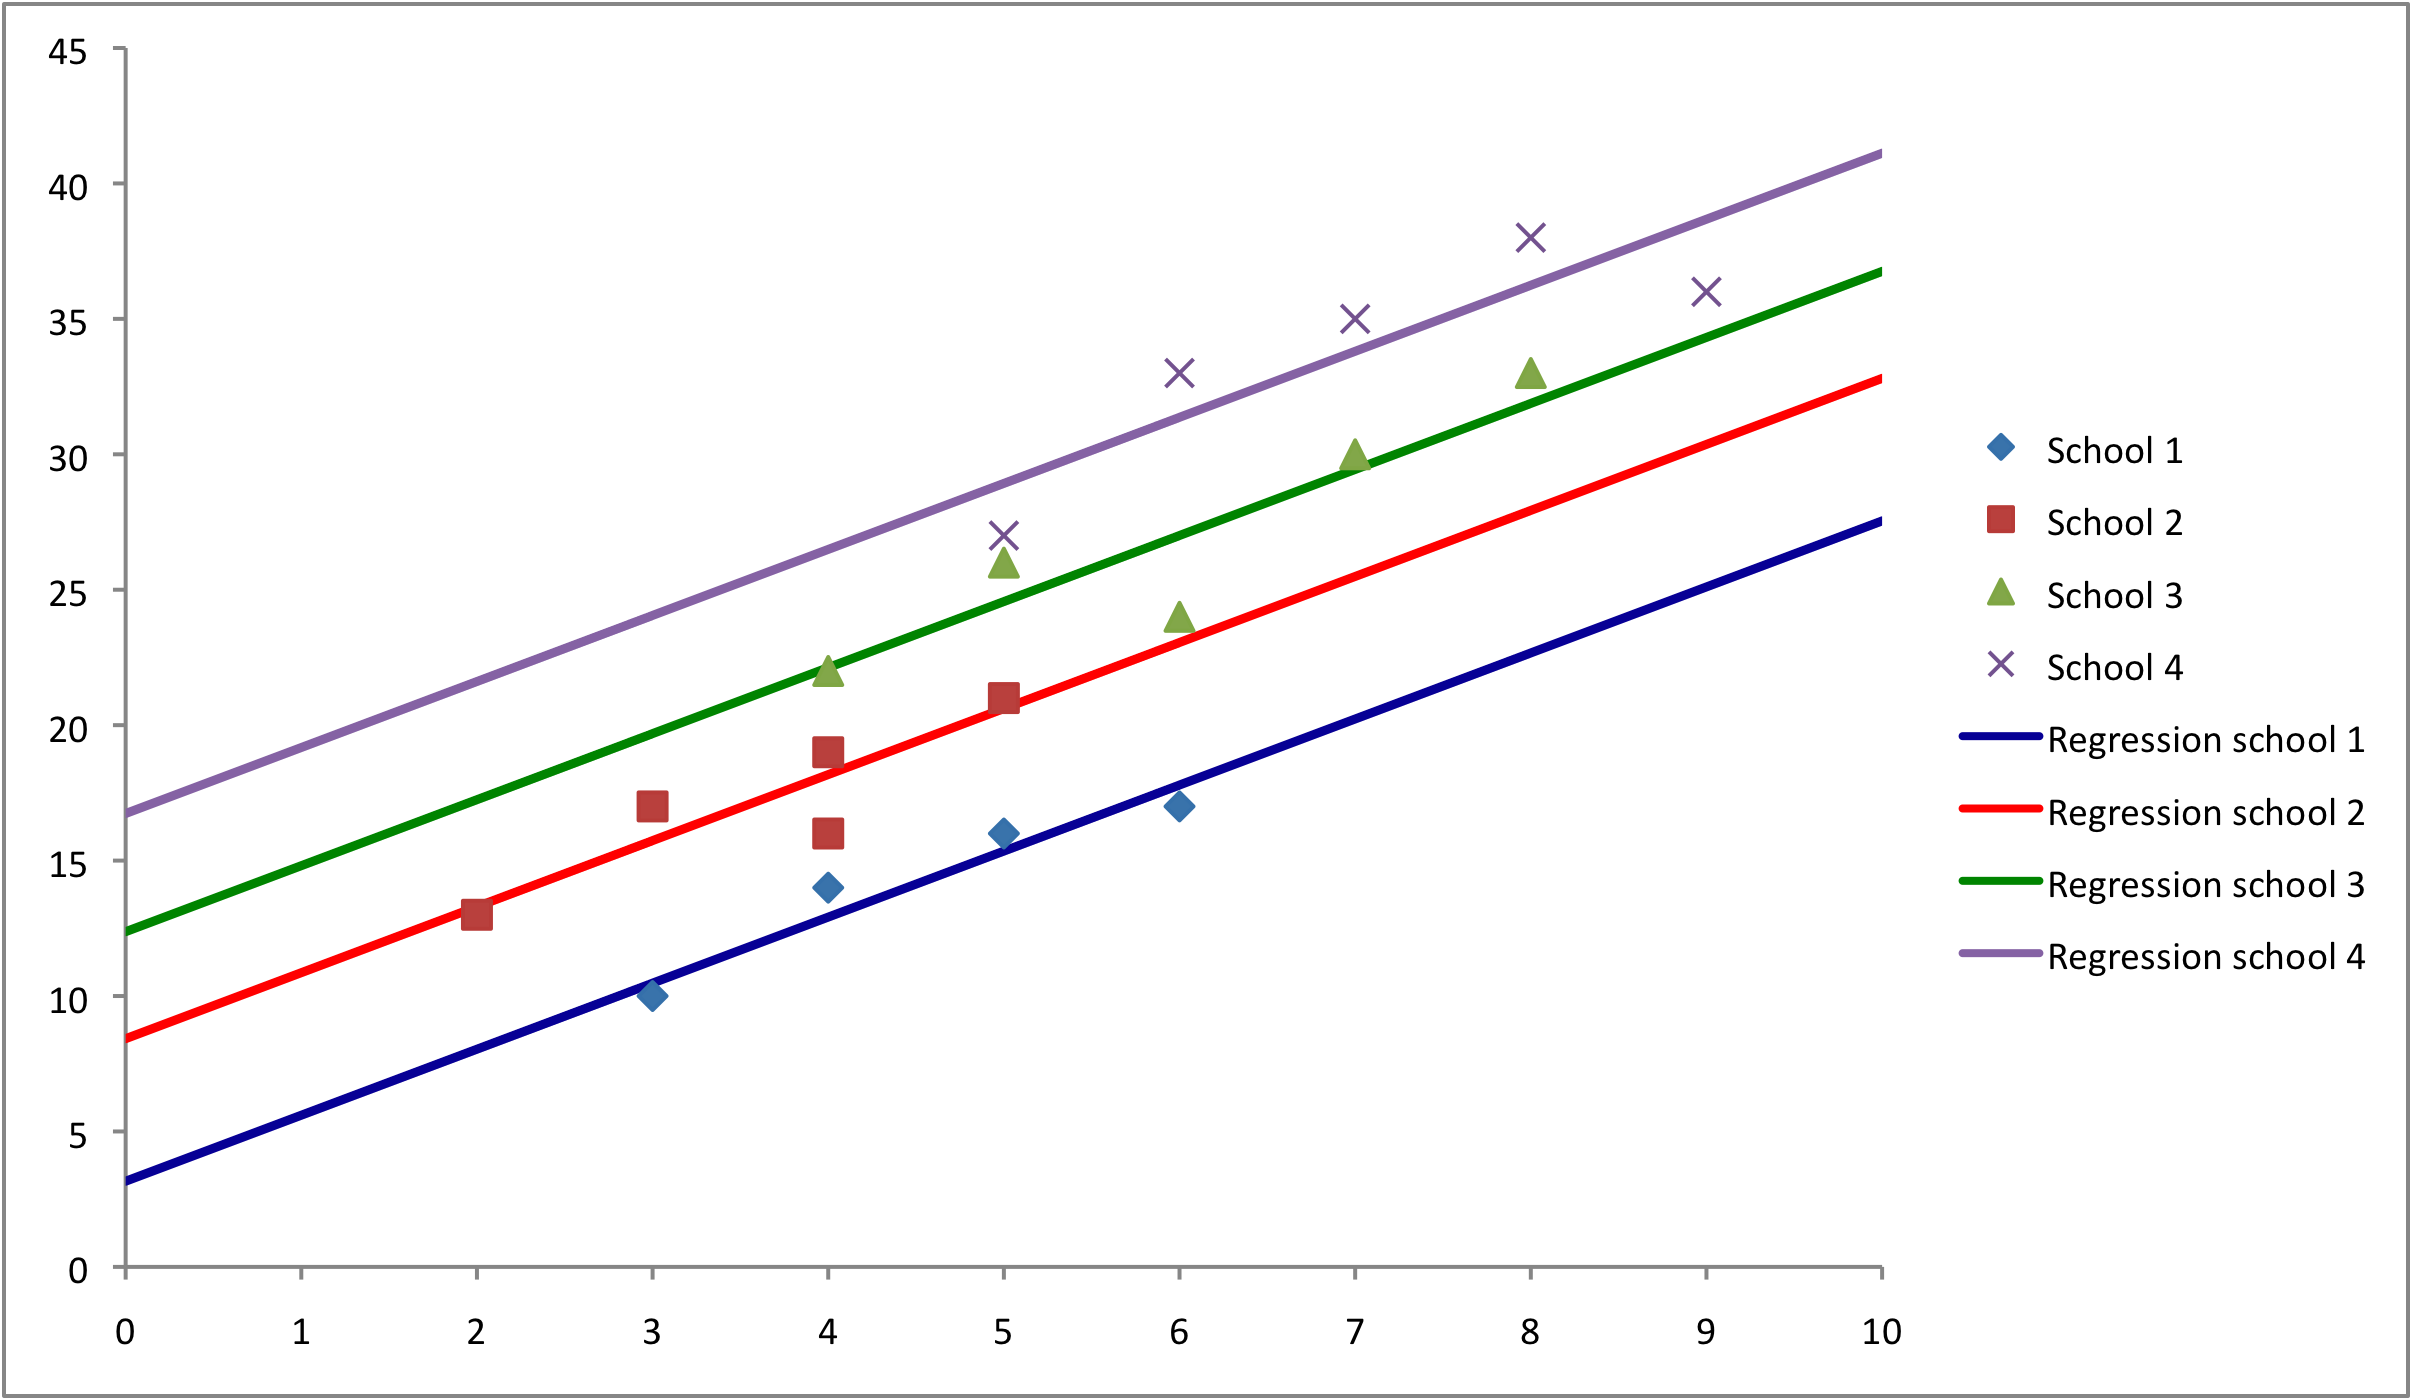 45
40
35
30
25
20
15
10
5
0
0 1 2 3 4 5 6 7 8 9 10
School 1
School 2
School 3
School 4
Regression school 1
Regression school 2
Regression school 3
Regression school 4